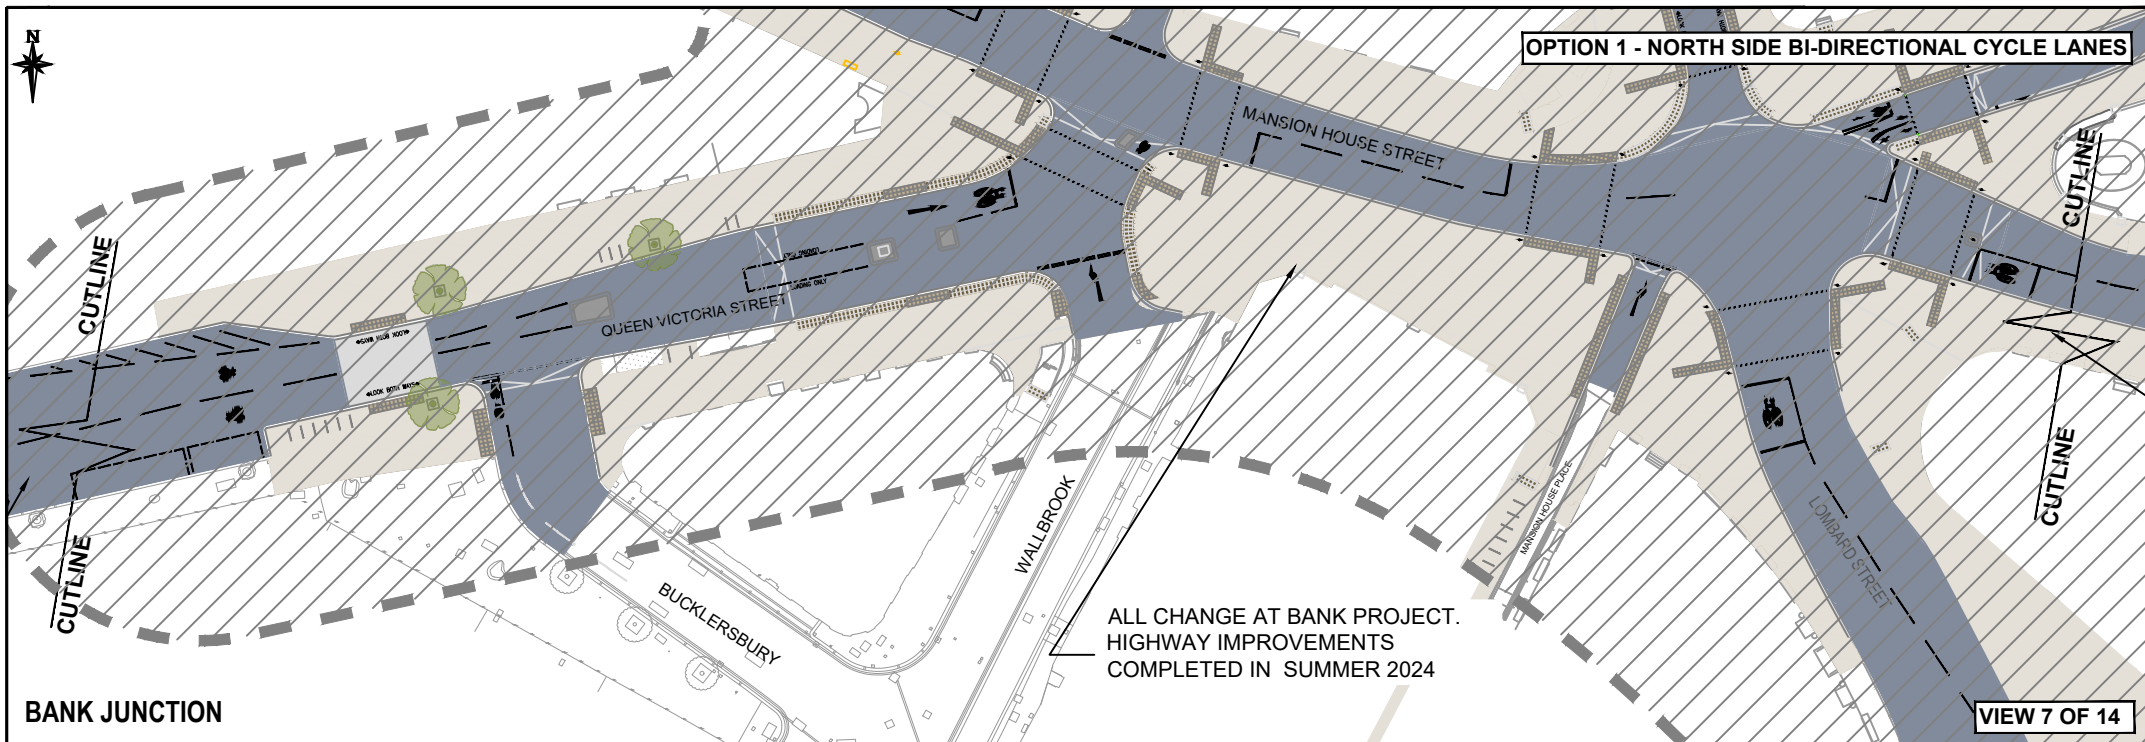 N
OPTION 1 - NORTH SIDE BI-DIRECTIONAL CYCLE LANES
MANSION HOUSE STREET
CUTLINE
CUTLINE
QUEEN VICTORIA STREET
LOADING ONLY
LOADING ONLY
LOOK BOTH WAYS
LOOK BOTH WAYS
WALLBROOK
MANSION HOUSE PLACE
LOMBARD STREET
CUTLINE
CUTLINE
BUCKLERSBURY
ALL CHANGE AT BANK PROJECT.
HIGHWAY IMPROVEMENTS
COMPLETED IN SUMMER 2024
BANK JUNCTION
VIEW 7 OF 14